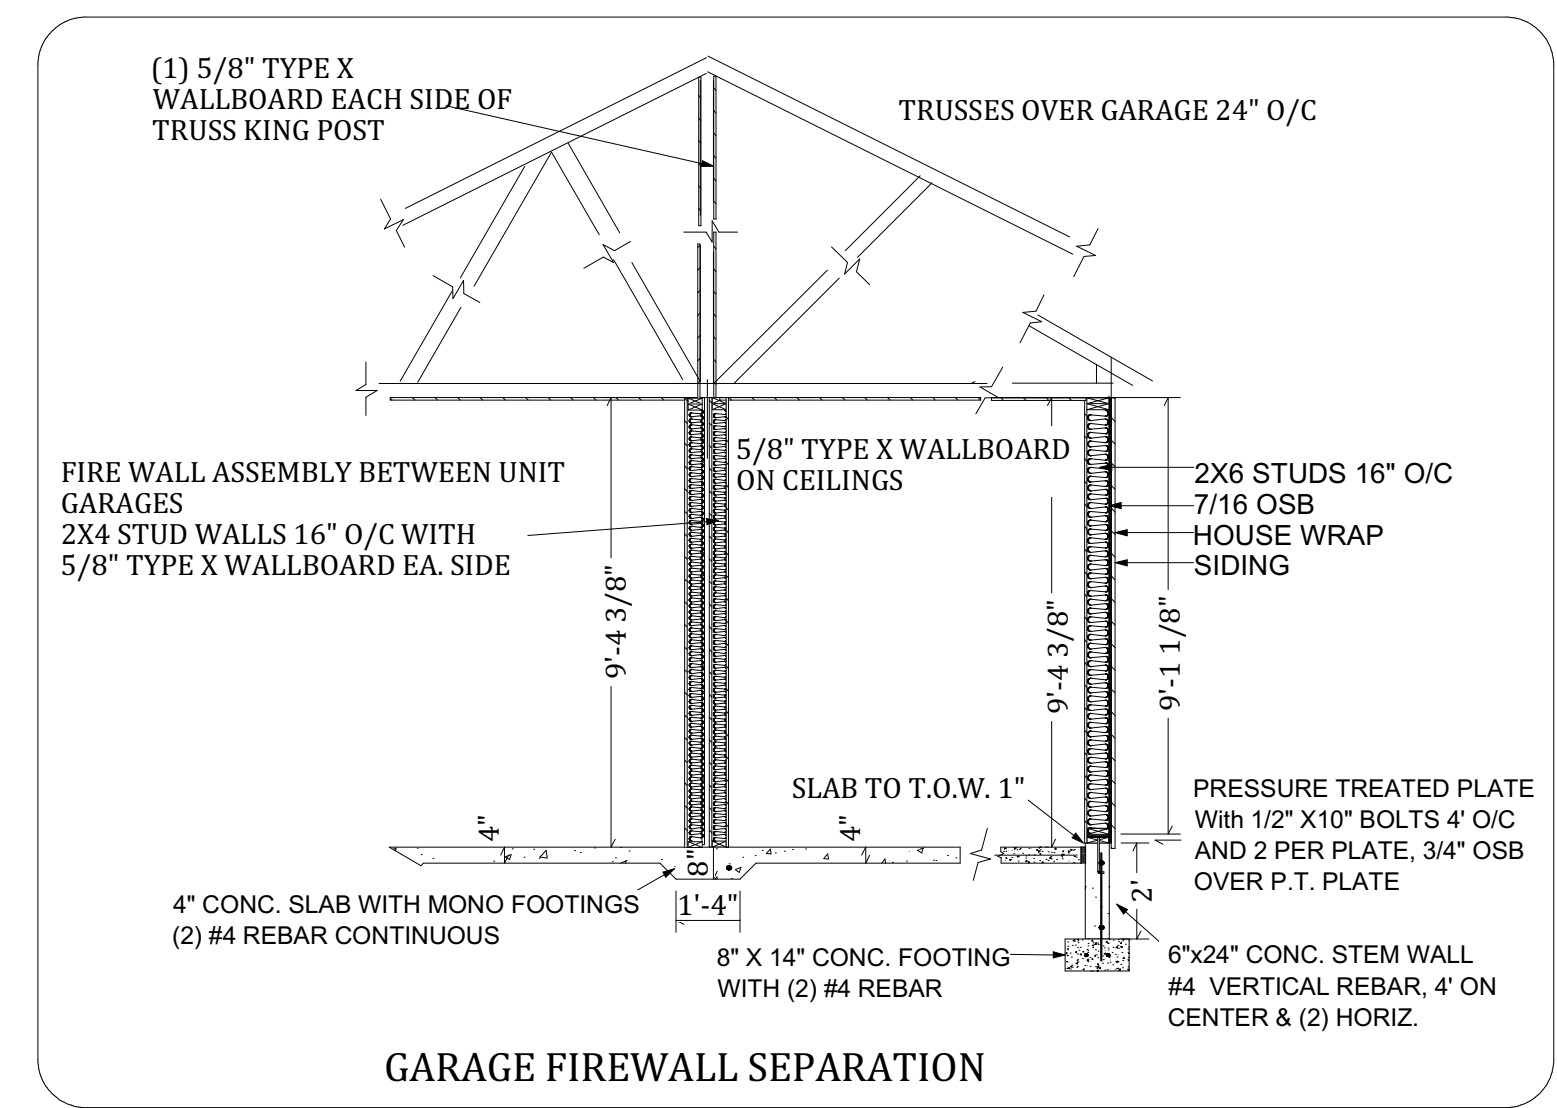 (1) 5/8" TYPE X
WALLBOARD EACH SIDE OF
TRUSS KING POST
TRUSSES OVER GARAGE 24" O/C
5/8" TYPE X WALLBOARD
ON CEILINGS
FIRE WALL ASSEMBLY BETWEEN UNIT
GARAGES
2X4 STUD WALLS 16" O/C WITH
5/8" TYPE X WALLBOARD EA. SIDE
2X6 STUDS 16" O/C
7/16 OSB
HOUSE WRAP
SIDING
9'-4 3/8"
9'-4 3/8"
9'-1 1/8"
SLAB TO T.O.W. 1"
PRESSURE TREATED PLATE
With 1/2" X10" BOLTS 4' O/C
AND 2 PER PLATE, 3/4" OSB
OVER P.T. PLATE
4"
4"
8"
2'
1'-4"
4" CONC. SLAB WITH MONO FOOTINGS
(2) #4 REBAR CONTINUOUS
8" X 14" CONC. FOOTING
WITH (2) #4 REBAR
6"x24" CONC. STEM WALL
#4 VERTICAL REBAR, 4' ON
CENTER & (2) HORIZ.
GARAGE FIREWALL SEPARATION